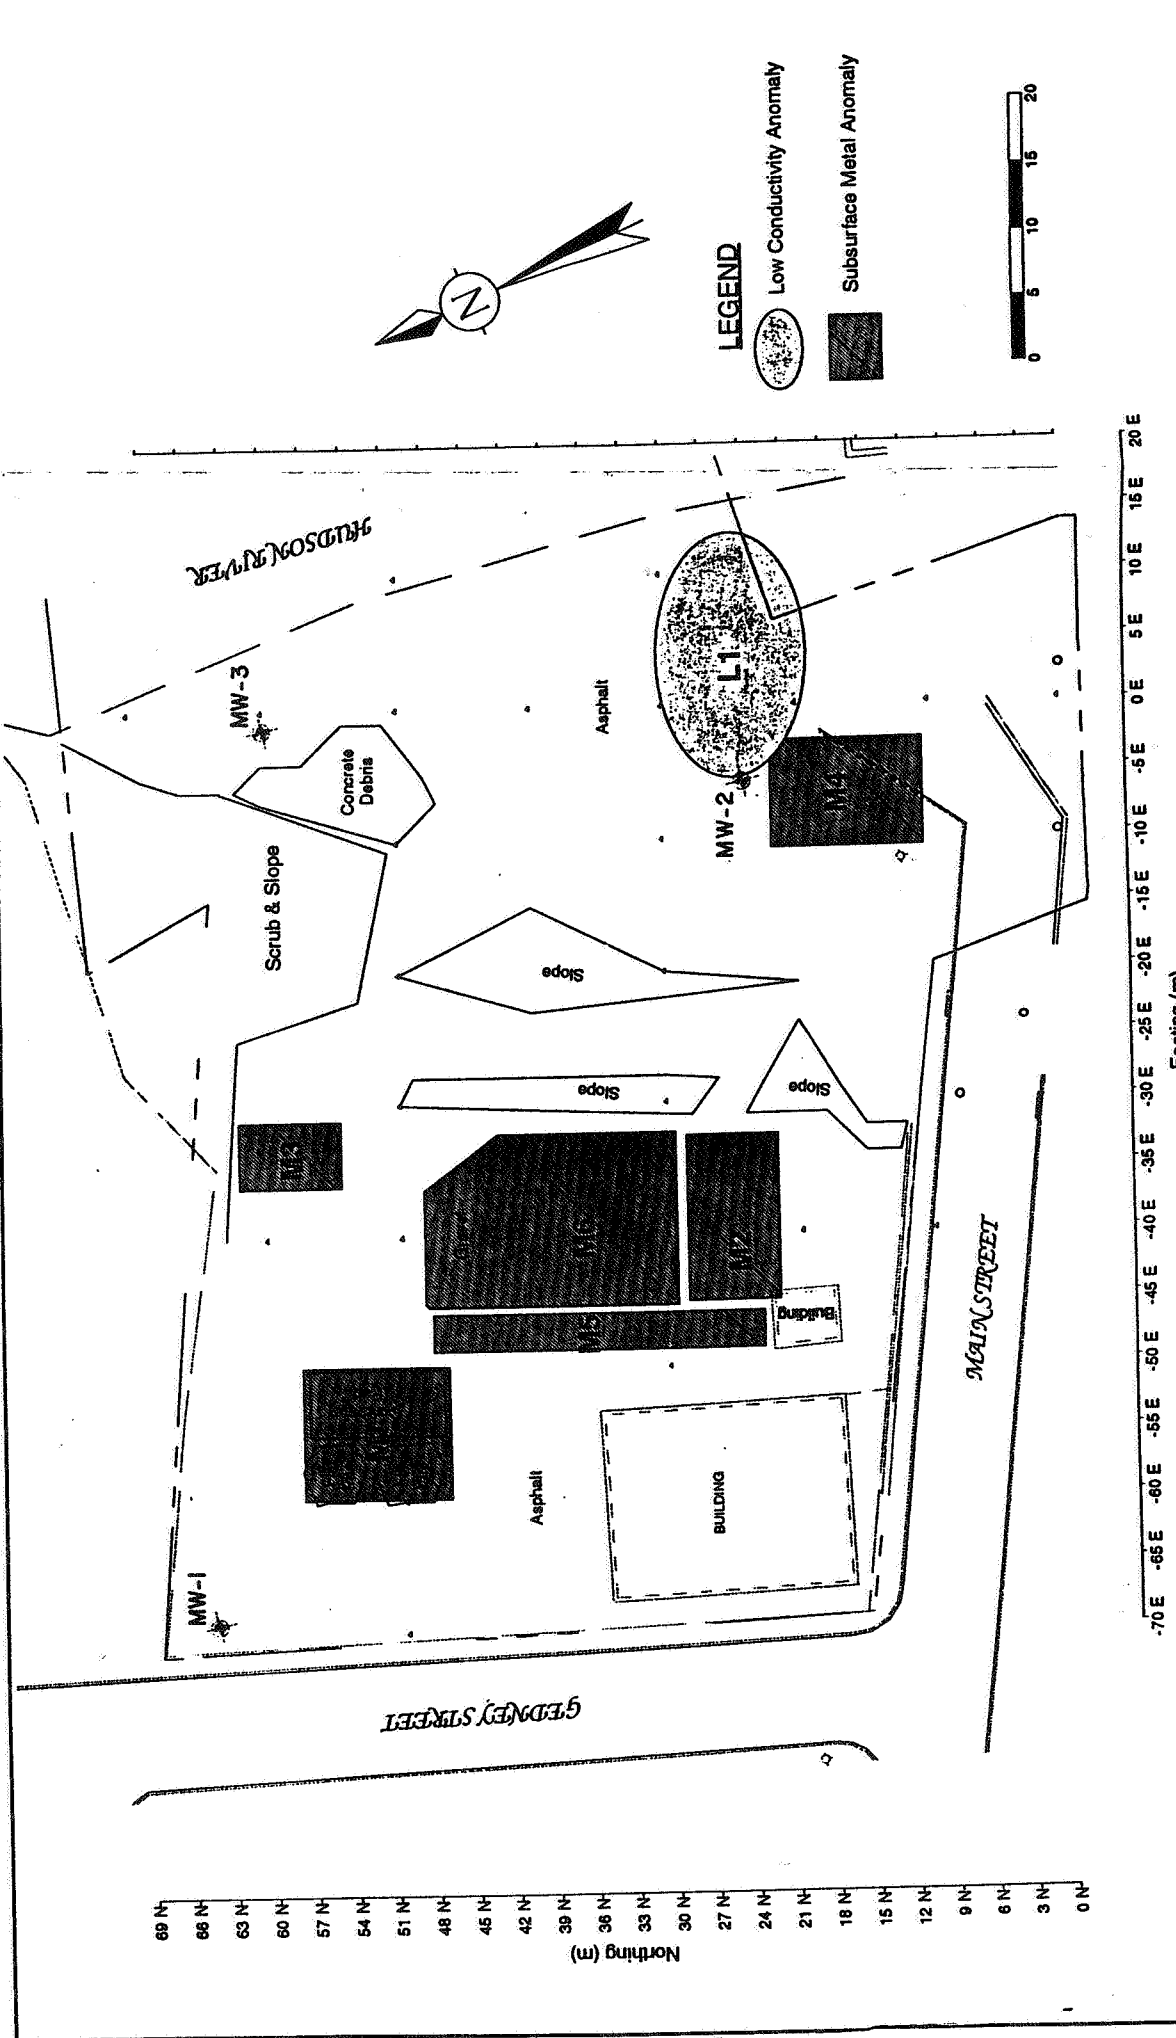 HUDSON RIVER
MW-3
Concrete
Debris
Scrub & Slope
Asphalt
L1
MW-2
M4
Slope
Slope
Slope
M3
M6
M2
M5
Building
BUILDING
Asphalt
MW-1
GEDNEY STREET
MAIN STREET
N
LEGEND
Low Conductivity Anomaly
Subsurface Metal Anomaly
0 5 10 15 20
-70 E -65 E -60 E -55 E -50 E -45 E -40 E -35 E -30 E -25 E -20 E -15 E -10 E -5 E 0 E 5 E 10 E 15 E 20 E
69 N
66 N
63 N
60 N
57 N
54 N
51 N
48 N
45 N
42 N
39 N
36 N
33 N
30 N
27 N
24 N
21 N
18 N
15 N
12 N
9 N
6 N
3 N
0 N
Northing (m)